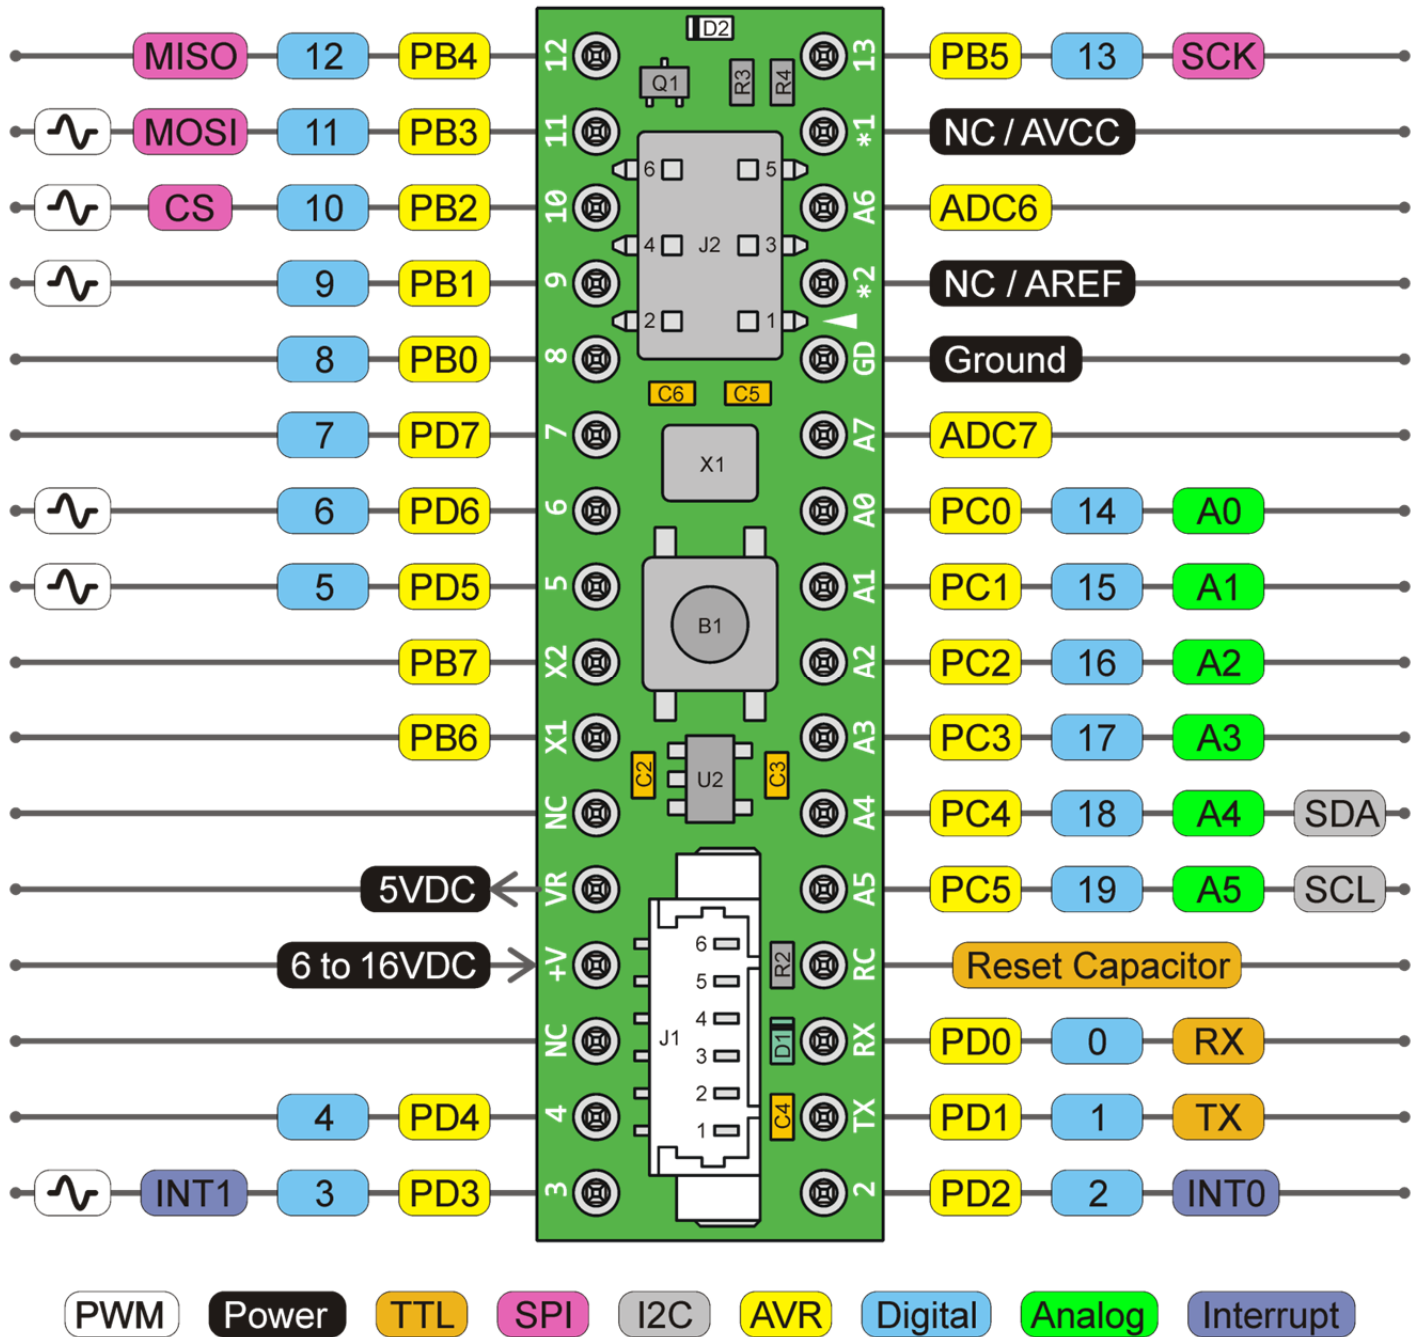 D2
MISO 12 PB4 12 13 PB5 13 SCK
Q1 R3 R4
MOSI 11 PB3 11 *1 NC / AVCC
6 5
CS 10 PB2 10 A6 ADC6
4 J2 3
9 PB1 9 *2 NC / AREF
2 1
8 PB0 8 GD Ground
C6 C5
7 PD7 7 A7 ADC7
X1
6 PD6 6 A0 PC0 14 A0
5 PD5 5 A1 PC1 15 A1
B1
PB7 X2 A2 PC2 16 A2
PB6 X1 A3 PC3 17 A3
C2 U2 C3
NC A4 PC4 18 A4 SDA
5VDC VR A5 PC5 19 A5 SCL
6
6 to 16VDC +V R2 RC Reset Capacitor
5
4
NC J1 D1 RX PD0 0 RX
3
2
4 PD4 4 C4 TX PD1 1 TX
1
INT1 3 PD3 3 2 PD2 2 INT0
PWM Power TTL SPI I2C AVR Digital Analog Interrupt